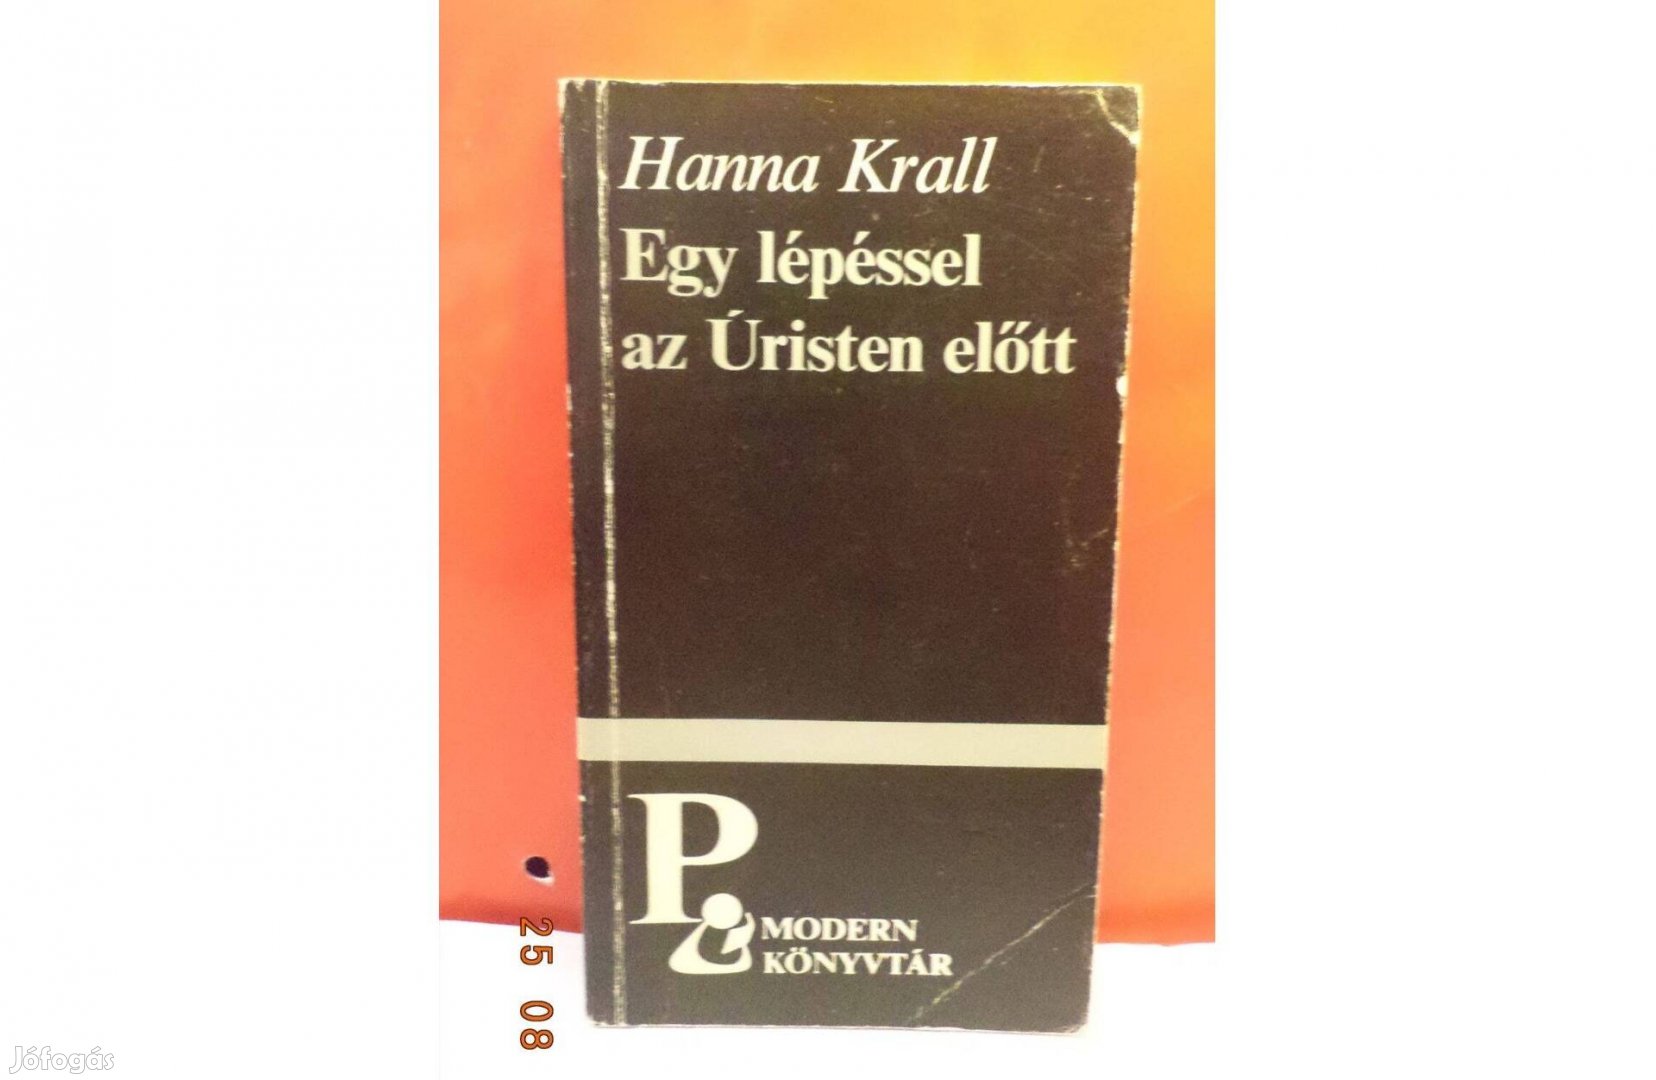 Hanna Krall
Egy lépéssel
az Úristen előtt
P.
MODERN
KÖNYVTÁR
25 08
Jófogás